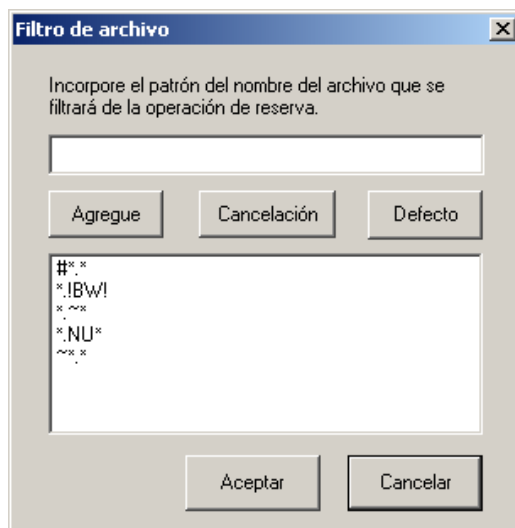 Filtro de archivo
Incorpore el patrón del nombre del archivo que se
filtrará de la operación de reserva.
Agregue Cancelación Defecto
#*.*
*.!BW!
*.~*
*.NU*
~*.*
Aceptar Cancelar